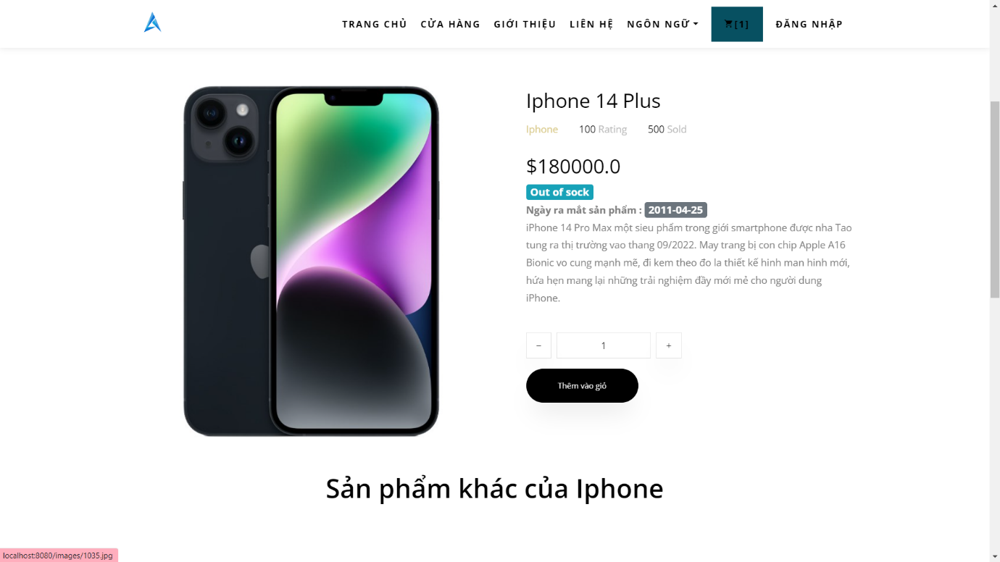 TRANG CHỦ CỬA HÀNG GIỚI THIỆU LIÊN HỆ NGÔN NGỮ [1] ĐĂNG NHẬP
Iphone 14 Plus
Iphone 100 Rating 500 Sold
$180000.0
Out of sock
Ngày ra mắt sản phẩm : 2011-04-25
iPhone 14 Pro Max một sieu phẩm trong giới smartphone được nha Tao
tung ra thị trường vao thang 09/2022. May trang bị con chip Apple A16
Bionic vo cung mạnh mẽ, đi kem theo đo la thiết kế hinh man hinh mới,
hứa hẹn mang lại những trải nghiệm đầy mới mẻ cho người dung
iPhone.
− 1 +
Thêm vào giỏ
Sản phẩm khác của Iphone
localhost:8080/images/1035.jpg